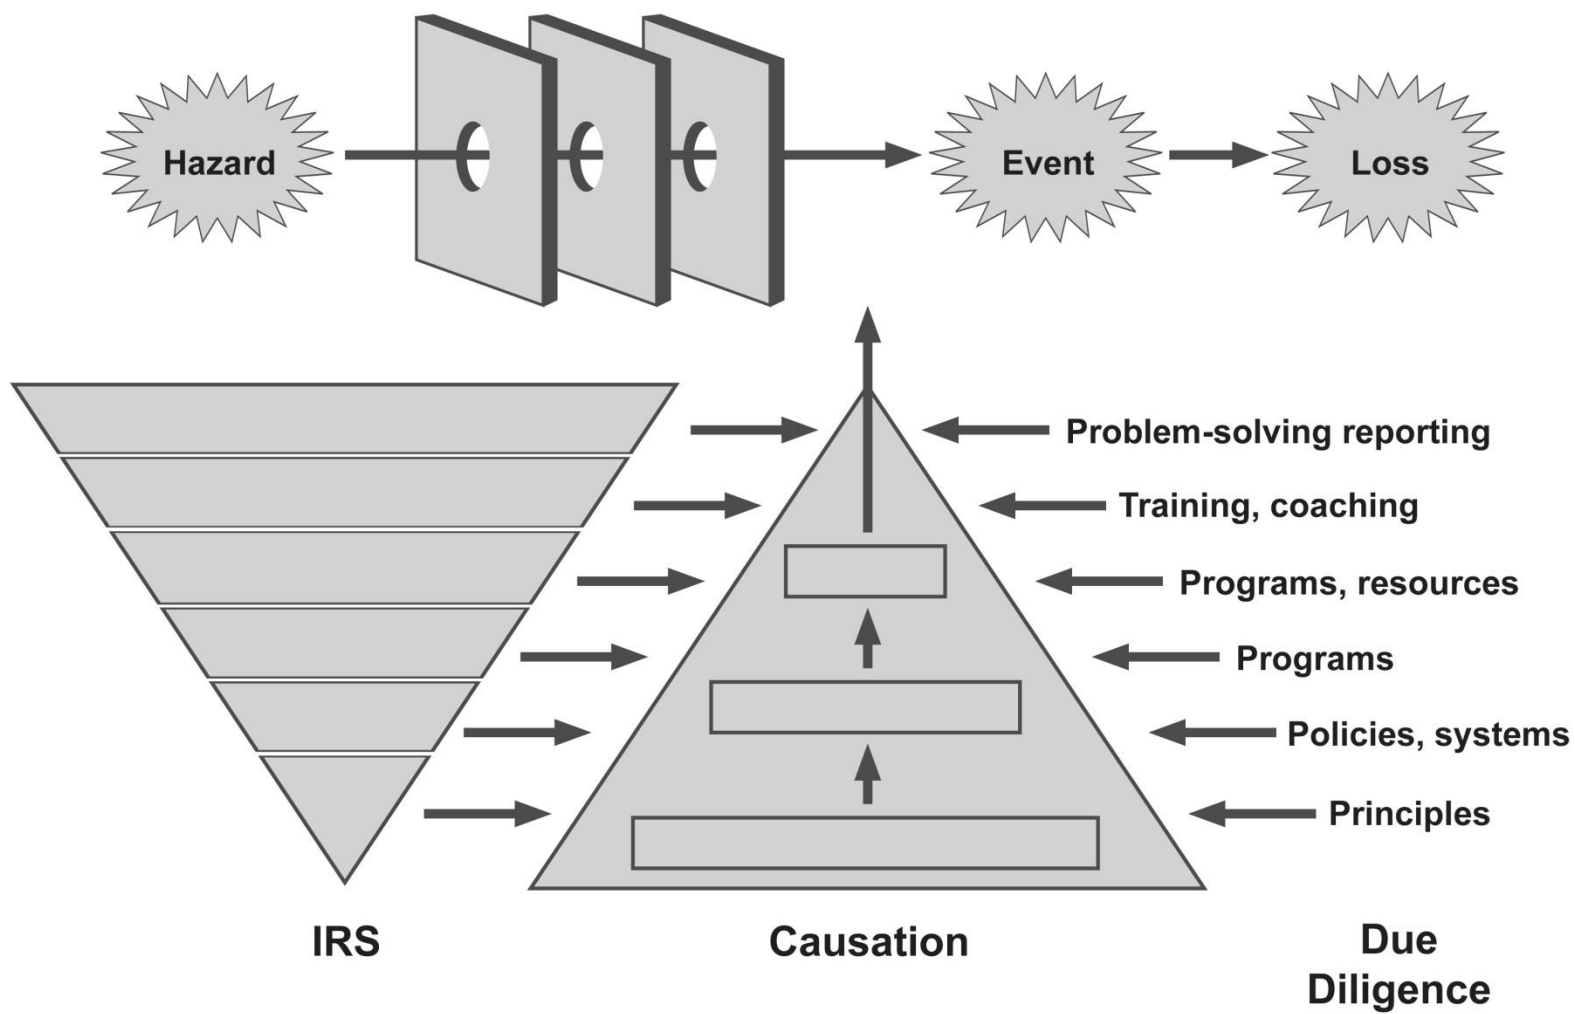 Hazard
Event
Loss
Problem-solving reporting
Training, coaching
Programs, resources
Programs
Policies, systems
Principles
IRS
Causation
Due
Diligence